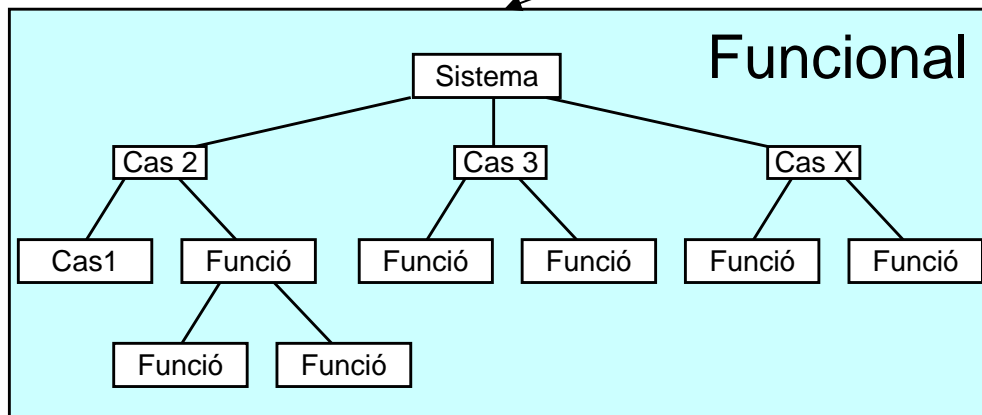 Funcional
Sistema
Cas 2
Cas 3
Cas X
Cas1
Funció
Funció
Funció
Funció
Funció
Funció
Funció